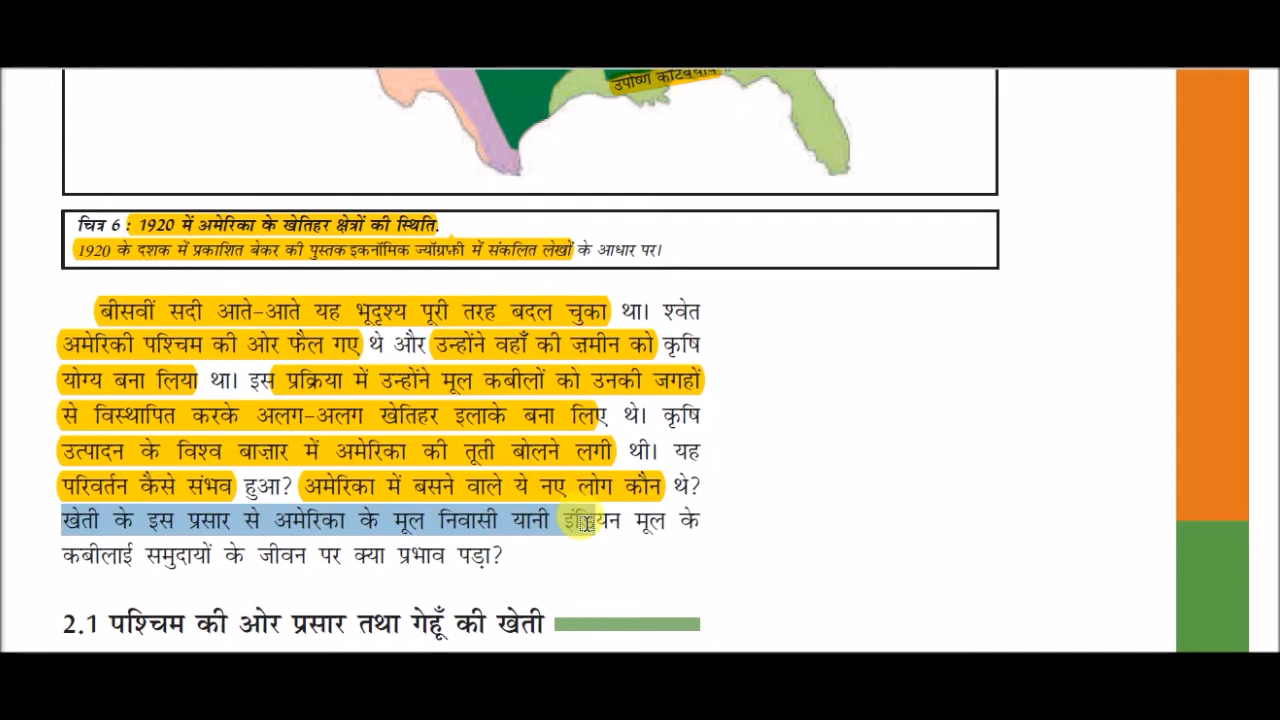 उपोष्ण कटिबंधीय
चित्र 6 : 1920 में अमेरिका के खेतिहर क्षेत्रों की स्थिति.
1920 के दशक में प्रकाशित बेकर की पुस्तक इकनॉमिक ज्यॉग्रफ़ी में संकलित लेखों के आधार पर।
बीसवीं सदी आते-आते यह भूदृश्य पूरी तरह बदल चुका था। श्वेत
अमेरिकी पश्चिम की ओर फैल गए थे और उन्होंने वहाँ की ज़मीन को कृषि
योग्य बना लिया था। इस प्रक्रिया में उन्होंने मूल कबीलों को उनकी जगहों
से विस्थापित करके अलग-अलग खेतिहर इलाके बना लिए थे। कृषि
उत्पादन के विश्व बाज़ार में अमेरिका की तूती बोलने लगी थी। यह
परिवर्तन कैसे संभव हुआ? अमेरिका में बसने वाले ये नए लोग कौन थे?
खेती के इस प्रसार से अमेरिका के मूल निवासी यानी इंडियन मूल के
कबीलाई समुदायों के जीवन पर क्या प्रभाव पड़ा?
2.1 पश्चिम की ओर प्रसार तथा गेहूँ की खेती